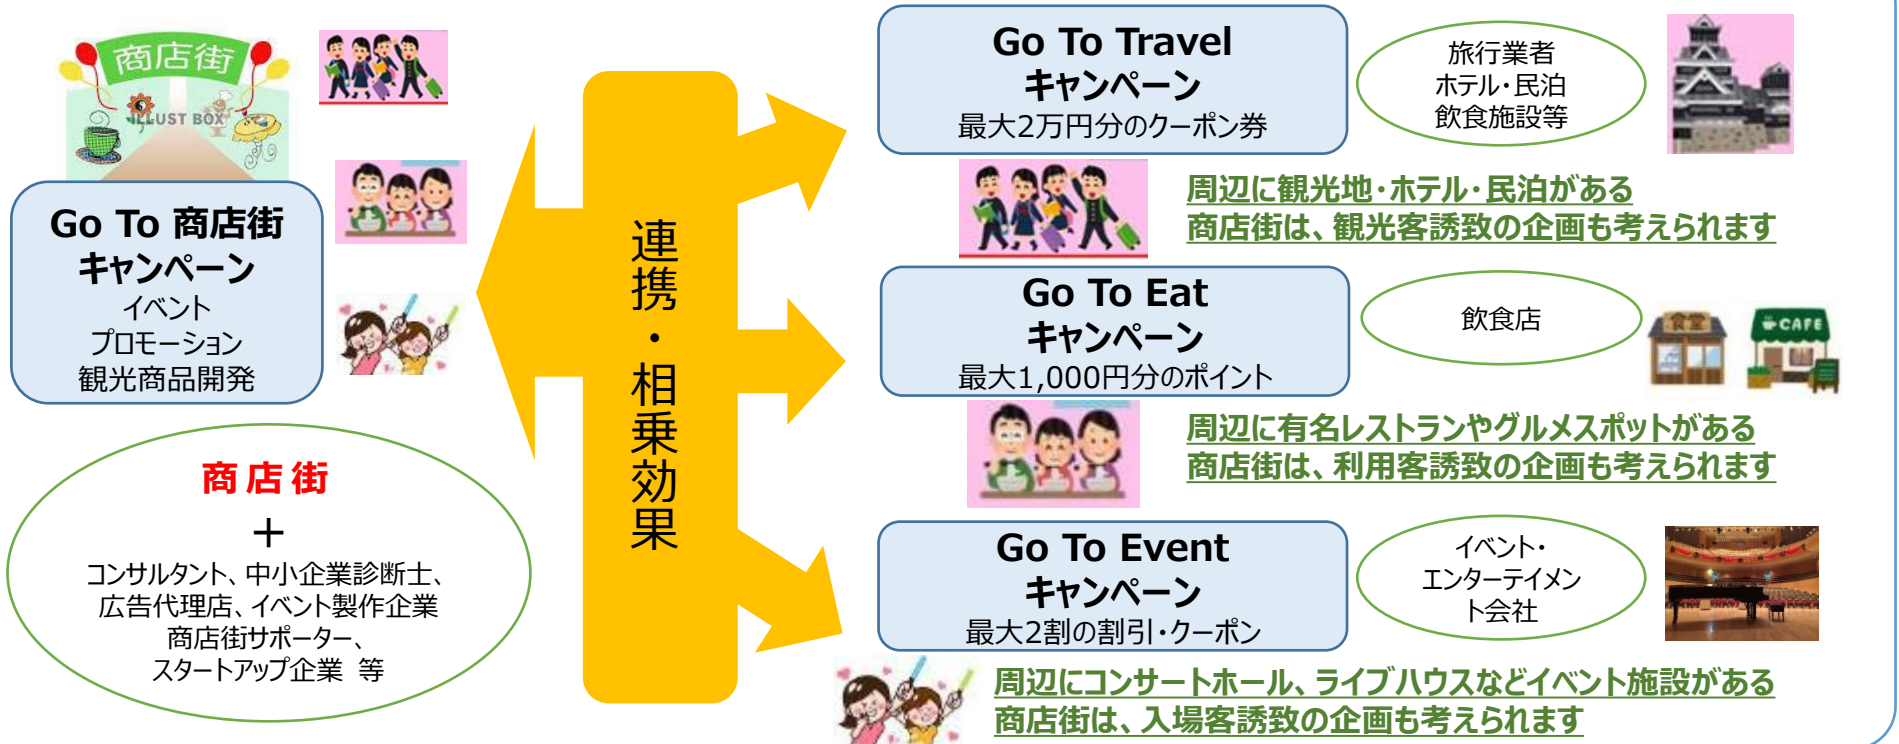 商店街
ILLUST BOX
Go To 商店街
キャンペーン
イベント
プロモーション
観光商品開発
商店街
＋
コンサルタント、中小企業診断士、
広告代理店、イベント製作企業
商店街サポーター、
スタートアップ企業 等
連携・相乗効果
Go To Travel
キャンペーン
最大2万円分のクーポン券
旅行業者
ホテル・民泊
飲食施設等
周辺に観光地・ホテル・民泊がある
商店街は、観光客誘致の企画も考えられます
Go To Eat
キャンペーン
最大1,000円分のポイント
飲食店
食堂
CAFE
周辺に有名レストランやグルメスポットがある
商店街は、利用客誘致の企画も考えられます
Go To Event
キャンペーン
最大2割の割引・クーポン
イベント・
エンターテイメン
ト会社
周辺にコンサートホール、ライブハウスなどイベント施設がある
商店街は、入場客誘致の企画も考えられます